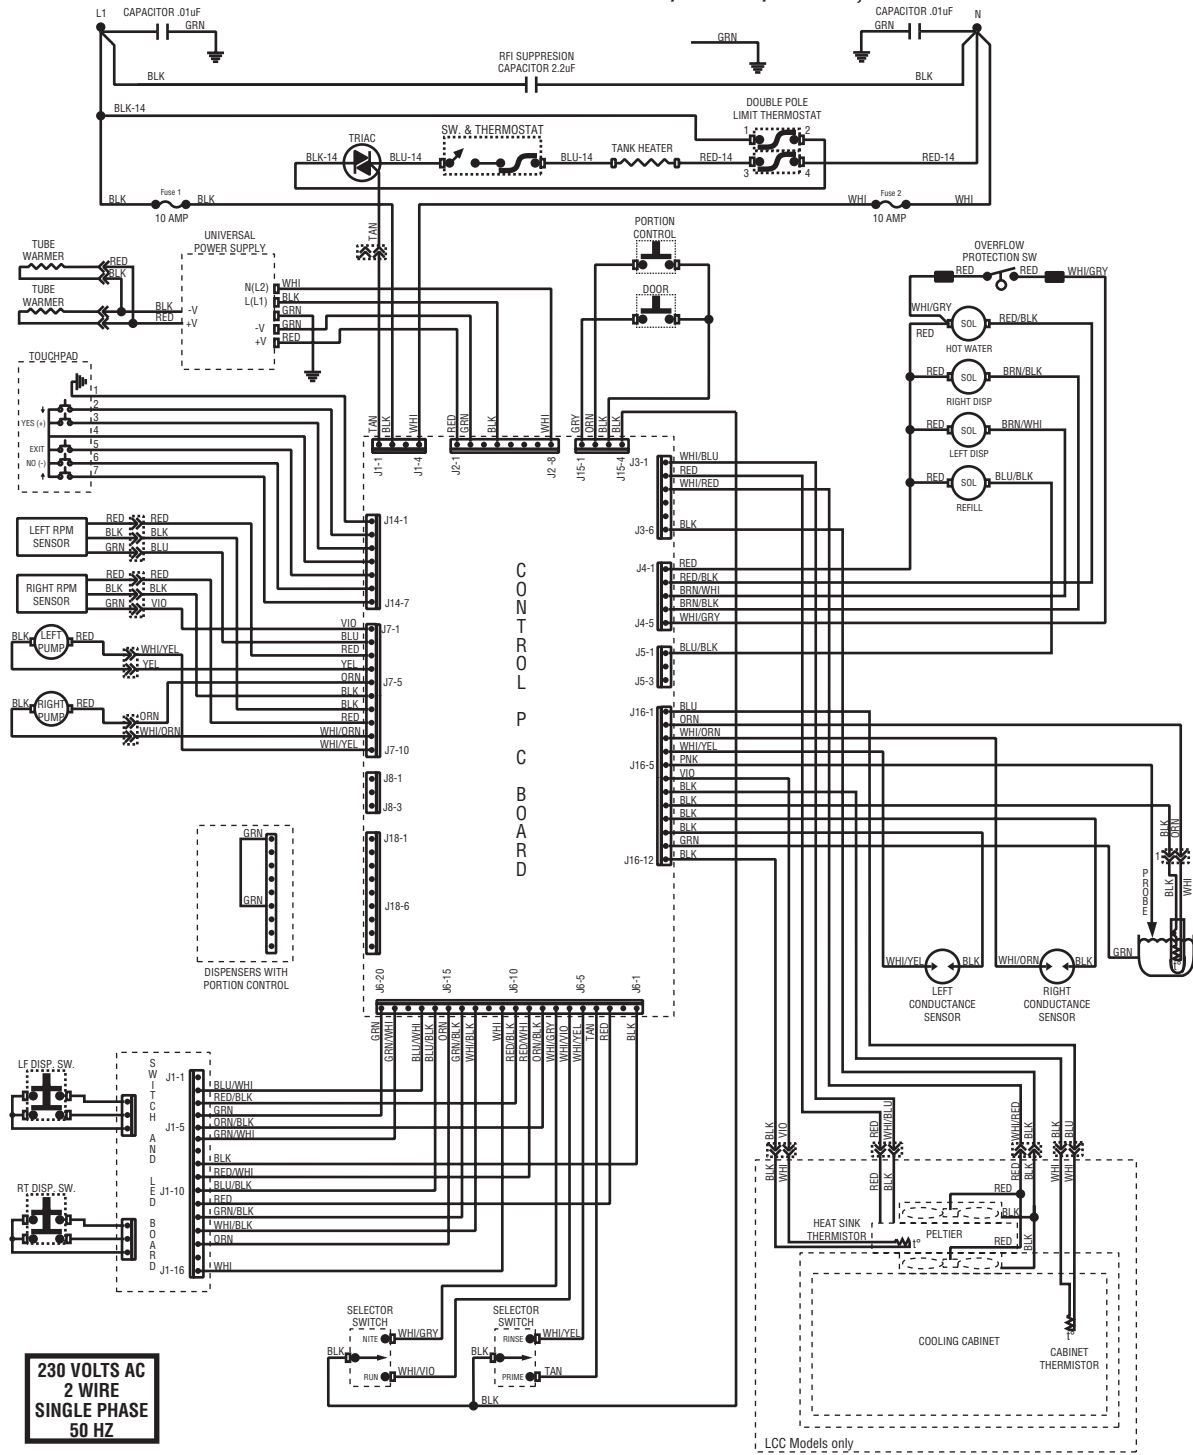 L1
CAPACITOR .01uF
GRN
CAPACITOR .01uF
N
GRN
GRN
RFI SUPPRESION
CAPACITOR 2.2uF
BLK
BLK
BLK-14
DOUBLE POLE
LIMIT THERMOSTAT
1
2
3
4
TRIAC
SW. & THERMOSTAT
TANK HEATER
BLK-14
BLU-14
BLU-14
RED-14
RED-14
BLK
Fuse 1
BLK
10 AMP
WHI
Fuse 2
WHI
10 AMP
TAN
UNIVERSAL
POWER SUPPLY
TUBE
WARMER
RED
BLK
TUBE
WARMER
BLK
RED
-V
+V
N(L2)
WHI
L(L1)
BLK
GRN
-V
GRN
+V
RED
PORTION
CONTROL
DOOR
OVERFLOW
PROTECTION SW
RED
RED
WHI/GRY
WHI/GRY
RED
SOL
RED/BLK
HOT WATER
RED
SOL
BRN/BLK
RIGHT DISP
RED
SOL
BRN/WHI
LEFT DISP
RED
SOL
BLU/BLK
REFILL
TOUCHPAD
1
2
3
4
5
6
7
YES (+)
EXIT
NO (-)
TAN
BLK
WHI
RED
GRN
BLK
WHI
GRY
ORN
BLK
BLK
J1-1
J1-4
J2-1
J2 -8
J15-1
J15-4
J3-1
WHI/BLU
RED
WHI/RED
J3-6
BLK
J4-1
RED
RED/BLK
BRN/WHI
BRN/BLK
J4-5
WHI/GRY
J5-1
BLU/BLK
J5-3
J16-1
BLU
ORN
WHI/ORN
WHI/YEL
J16-5
PNK
VIO
BLK
BLK
BLK
BLK
GRN
J16-12
BLK
LEFT RPM
SENSOR
RED
RED
BLK
BLK
GRN
BLU
RIGHT RPM
SENSOR
RED
RED
BLK
BLK
GRN
VIO
BLK
LEFT
PUMP
RED
WHI/YEL
YEL
BLK
RIGHT
PUMP
RED
ORN
WHI/ORN
J14-1
J14-7
VIO
J7-1
BLU
RED
YEL
ORN
J7-5
BLK
BLK
RED
WHI/ORN
WHI/YEL
J7-10
J8-1
J8-3
J18-1
J18-6
CONTROL P C BOARD
GRN
GRN
DISPENSERS WITH
PORTION CONTROL
PROBE
1
BLK
ORN
BLK
WHI
GRN
t°
WHI/YEL
BLK
LEFT
CONDUCTANCE
SENSOR
WHI/ORN
BLK
RIGHT
CONDUCTANCE
SENSOR
J6-20
J6-15
J6-10
J6-5
J6-1
GRN
GRN/WHI
BLU/WHI
BLU/BLK
ORN
GRN/BLK
WHI/BLK
WHI
RED/BLK
RED/WHI
ORN/BLK
WHI/GRY
WHI/VIO
WHI/YEL
TAN
RED
BLK
LF DISP. SW.
RT DISP. SW.
SWITCH AND LED BOARD
J1-1
BLU/WHI
RED/BLK
GRN
J1-5
ORN/BLK
GRN/WHI
BLK
RED/WHI
J1-10
BLU/BLK
RED
GRN/BLK
WHI/BLK
ORN
J1-16
WHI
SELECTOR
SWITCH
NITE
WHI/GRY
BLK
RUN
WHI/VIO
SELECTOR
SWITCH
RINSE
WHI/YEL
BLK
PRIME
TAN
BLK
BLK
VIO
RED
WHI/BLU
WHI/RED
BLK
BLK
BLU
BLK
WHI
RED
BLK
RED
BLK
WHI
WHI
RED
BLK
HEAT SINK
THERMISTOR
t°
PELTIER
RED
BLK
COOLING CABINET
t°
CABINET
THERMISTOR
LCC Models only
230 VOLTS AC
2 WIRE
SINGLE PHASE
50 HZ